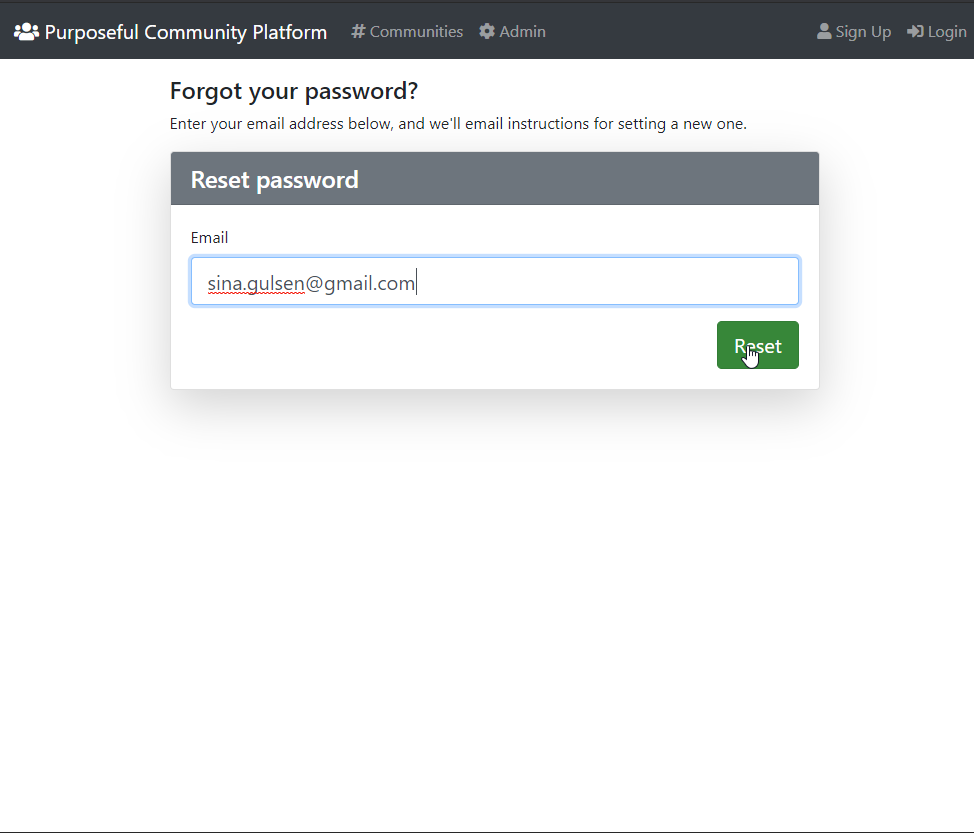 Purposeful Community Platform # Communities Admin Sign Up Login
Forgot your password?
Enter your email address below, and we'll email instructions for setting a new one.
Reset password
Email
sina.gulsen@gmail.com
Reset